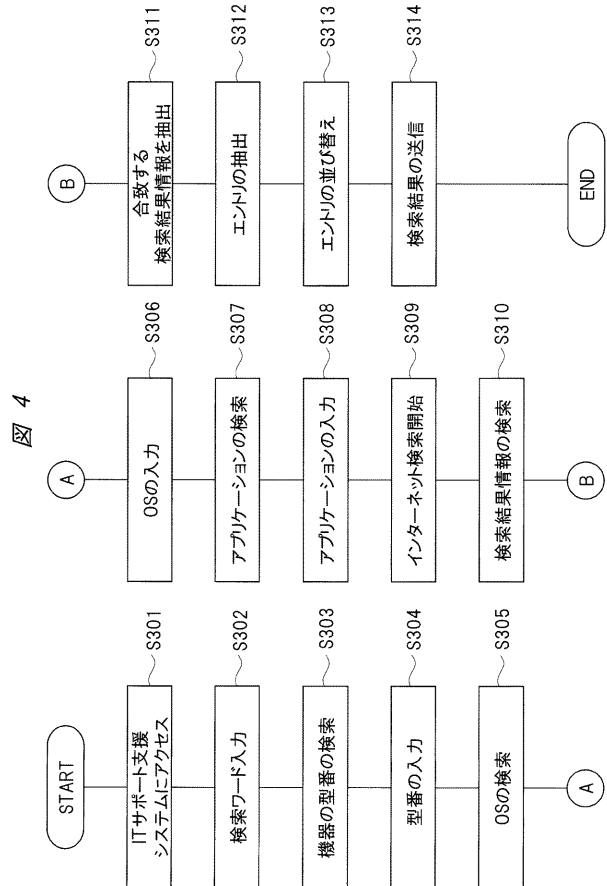 図 4
START
ITサポート支援
システムにアクセス
S301
検索ワード入力
S302
機器の型番の検索
S303
型番の入力
S304
OSの検索
S305
A
A
OSの入力
S306
アプリケーションの検索
S307
アプリケーションの入力
S308
インターネット検索開始
S309
検索結果情報の検索
S310
B
B
合致する
検索結果情報を抽出
S311
エントリの抽出
S312
エントリの並び替え
S313
検索結果の送信
S314
END